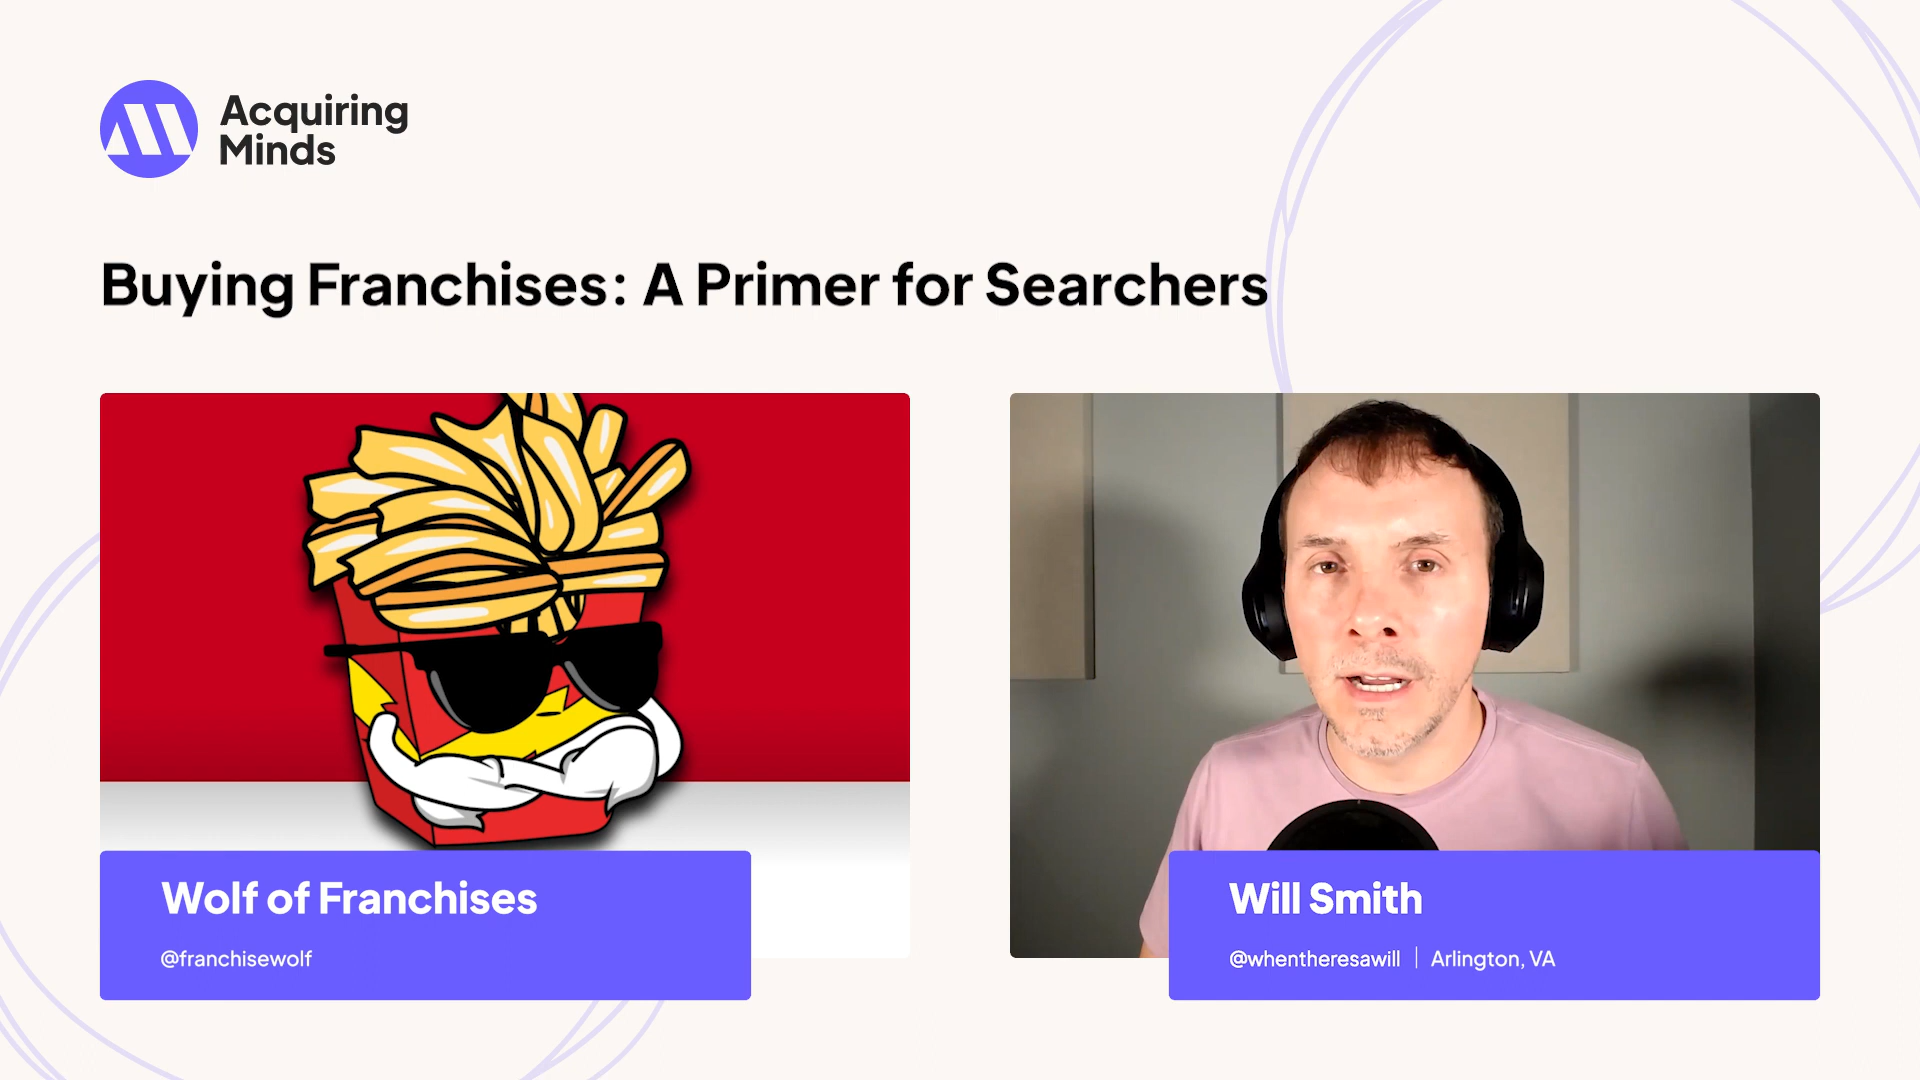 Acquiring
Minds
Buying Franchises: A Primer for Searchers
Wolf of Franchises
@franchisewolf
Will Smith
@whentheresawill | Arlington, VA